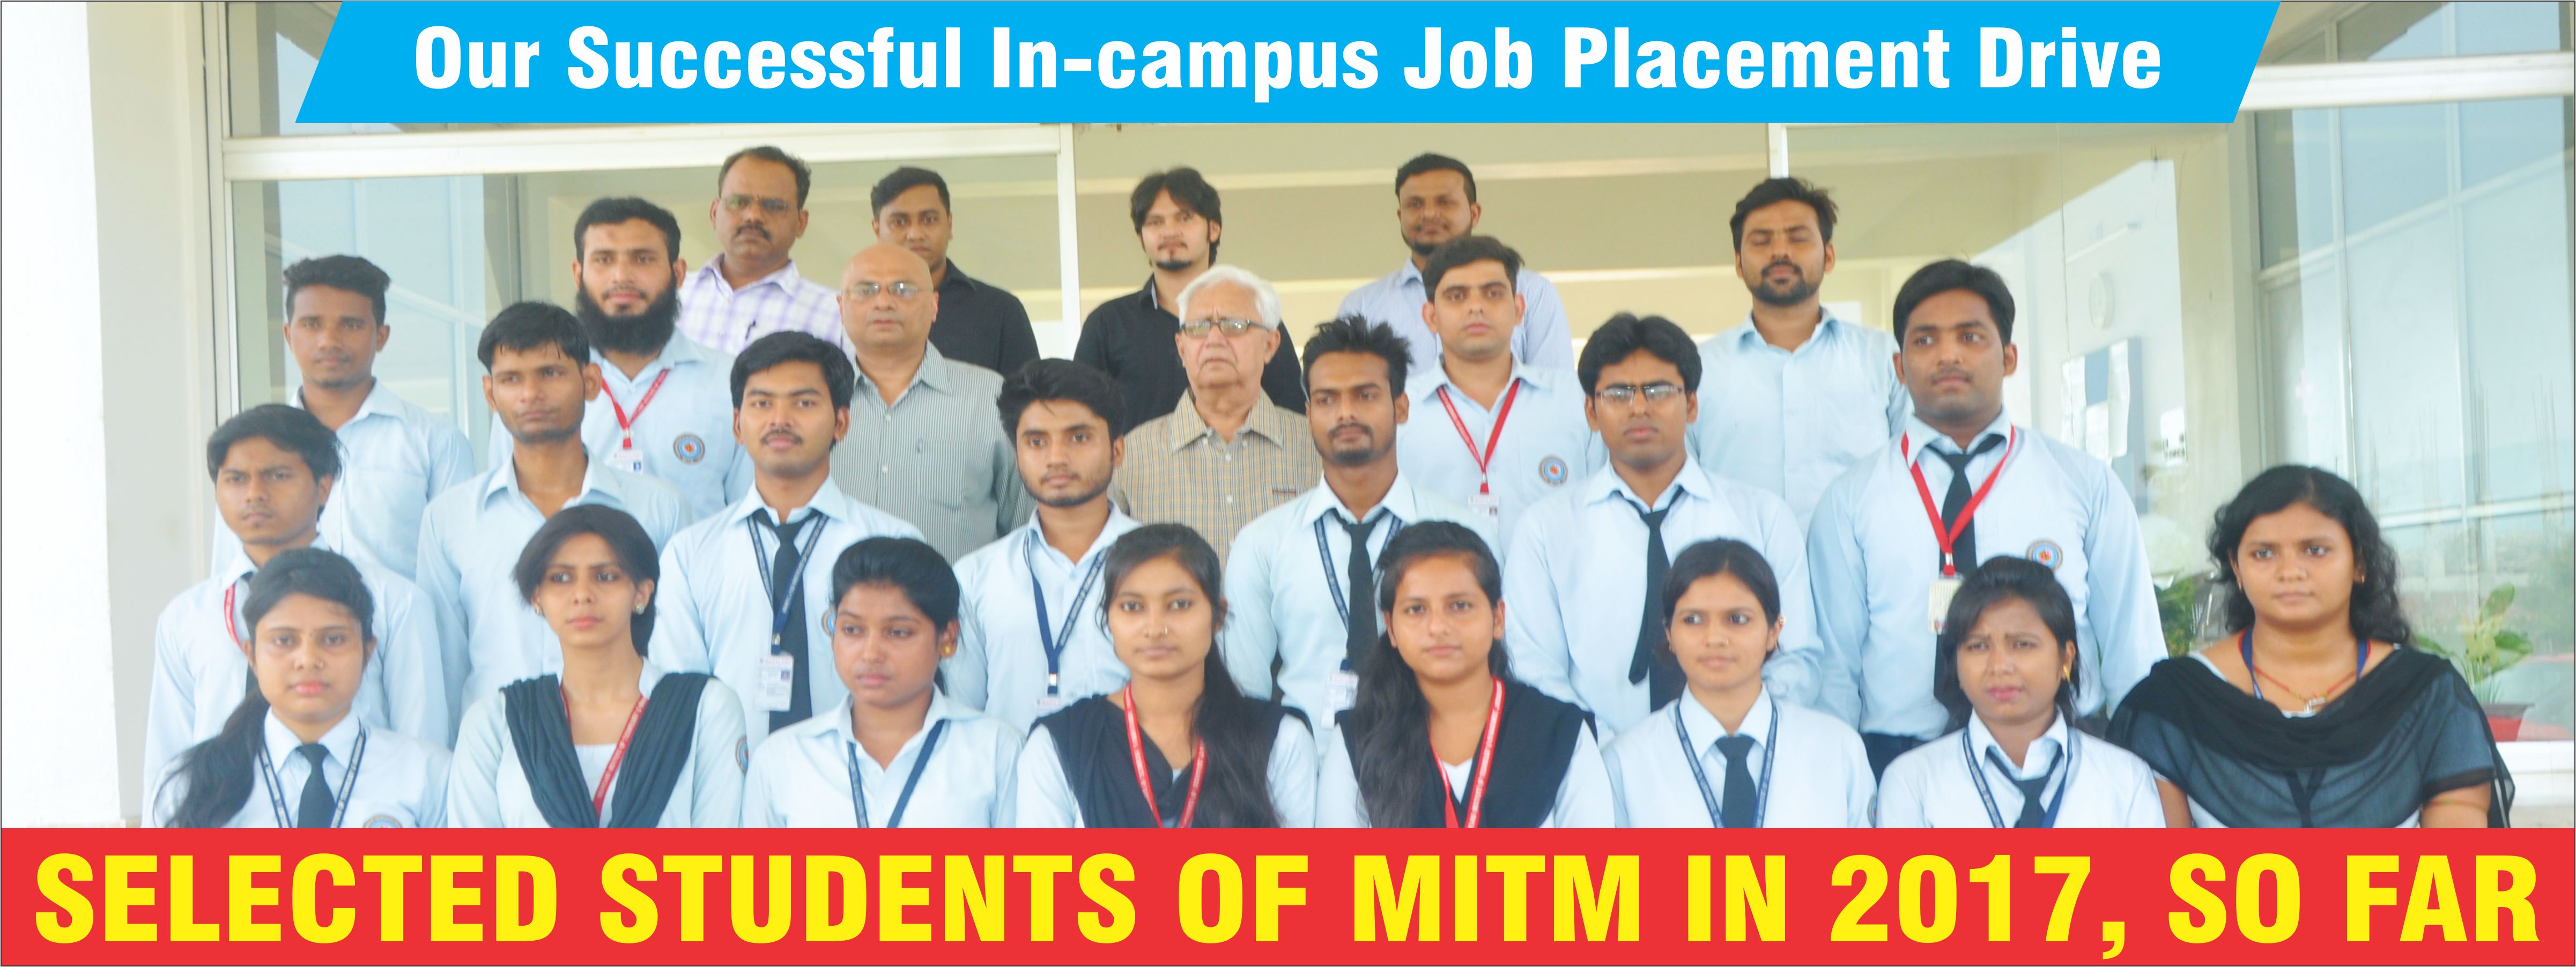 Our Successful In-campus Job Placement Drive
SELECTED STUDENTS OF MITM IN 2017, SO FAR